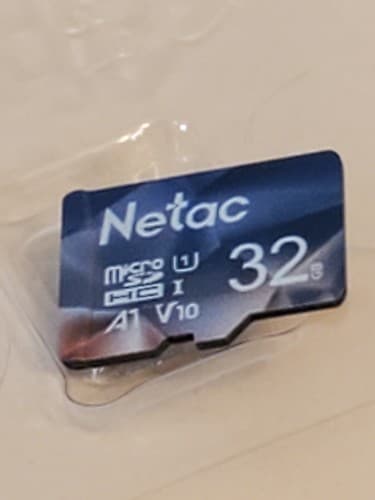 Netac
micro SD HC I U1
32GB
A1 V10